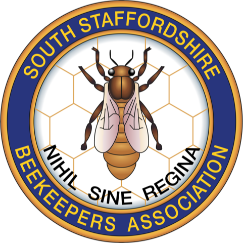 SOUTH STAFFORDSHIRE
NIHIL SINE REGINA
BEEKEEPERS ASSOCIATION